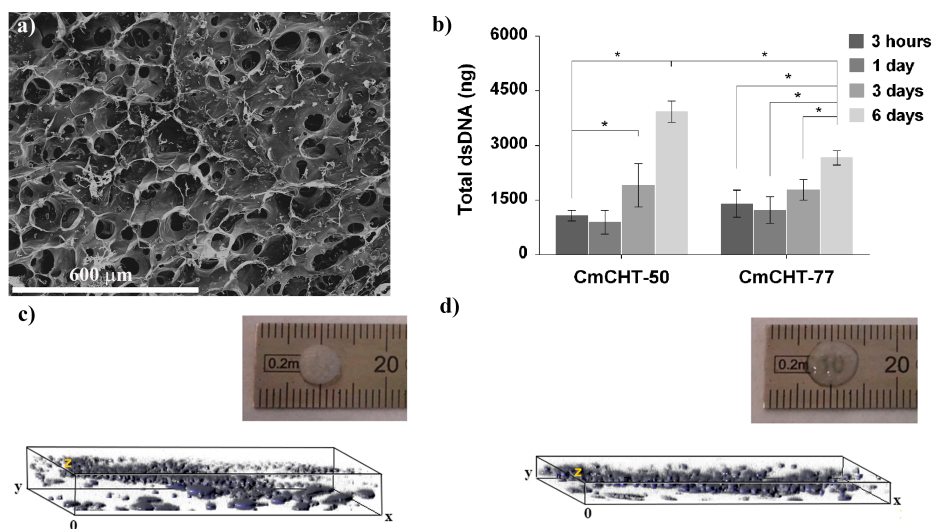 a)
600 µm
b)
6000
4500
3000
1500
0
Total dsDNA (ng)
* * * * * *
3 hours
1 day
3 days
6 days
CmCHT-50 CmCHT-77
c)
0.2m 20
z
y
0
x
d)
0.2m 10 20
z
y
0
x